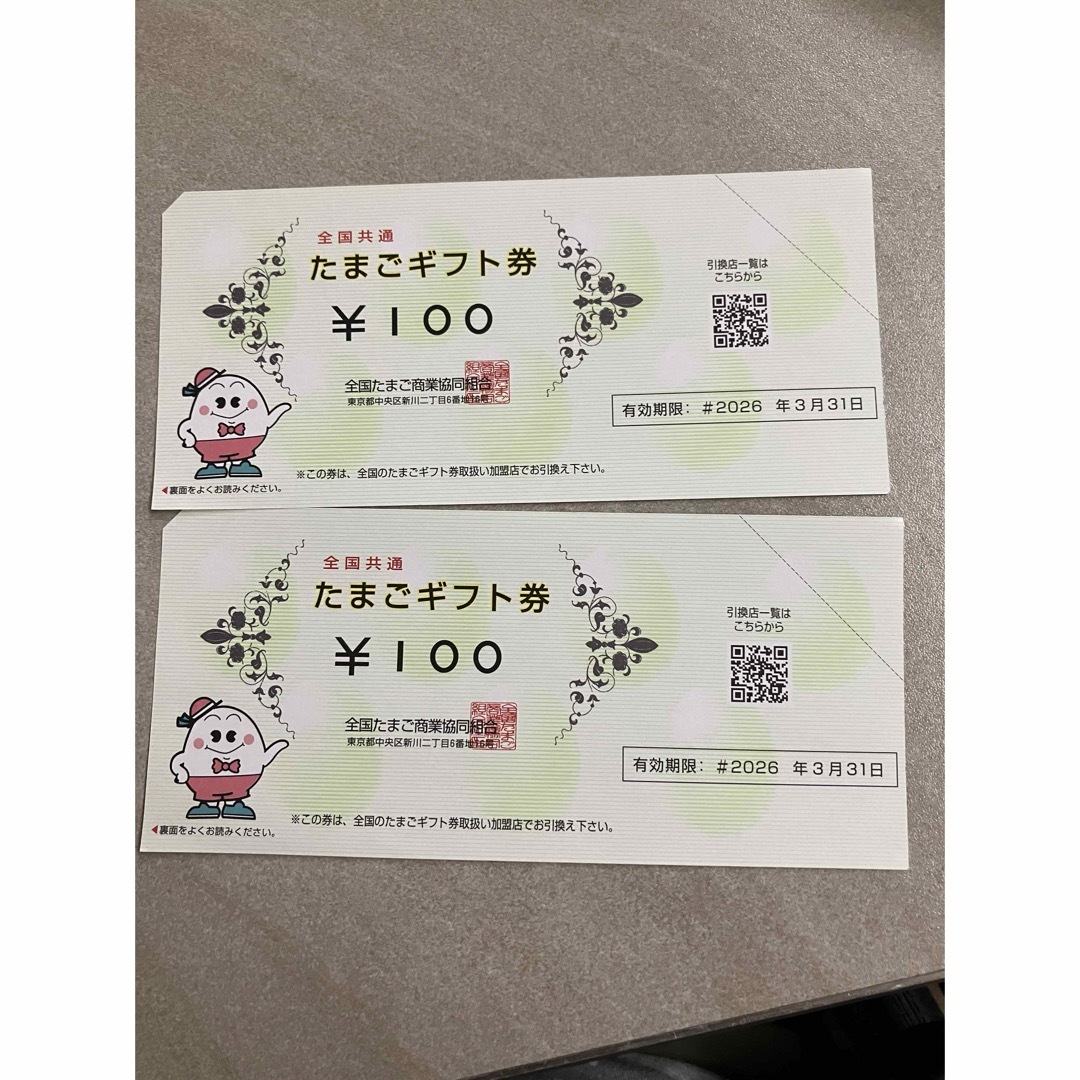 全国共通
たまごギフト券
￥１００
全国たまご商業協同組合
東京都中央区新川二丁目6番地16号
引換店一覧は
こちらから
有効期限：＃2026 年３月31日
※この券は、全国のたまごギフト券取扱い加盟店でお引換え下さい。
◀裏面をよくお読みください。
全国共通
たまごギフト券
￥１００
全国たまご商業協同組合
東京都中央区新川二丁目6番地16号
引換店一覧は
こちらから
有効期限：＃2026 年３月31日
※この券は、全国のたまごギフト券取扱い加盟店でお引換え下さい。
◀裏面をよくお読みください。